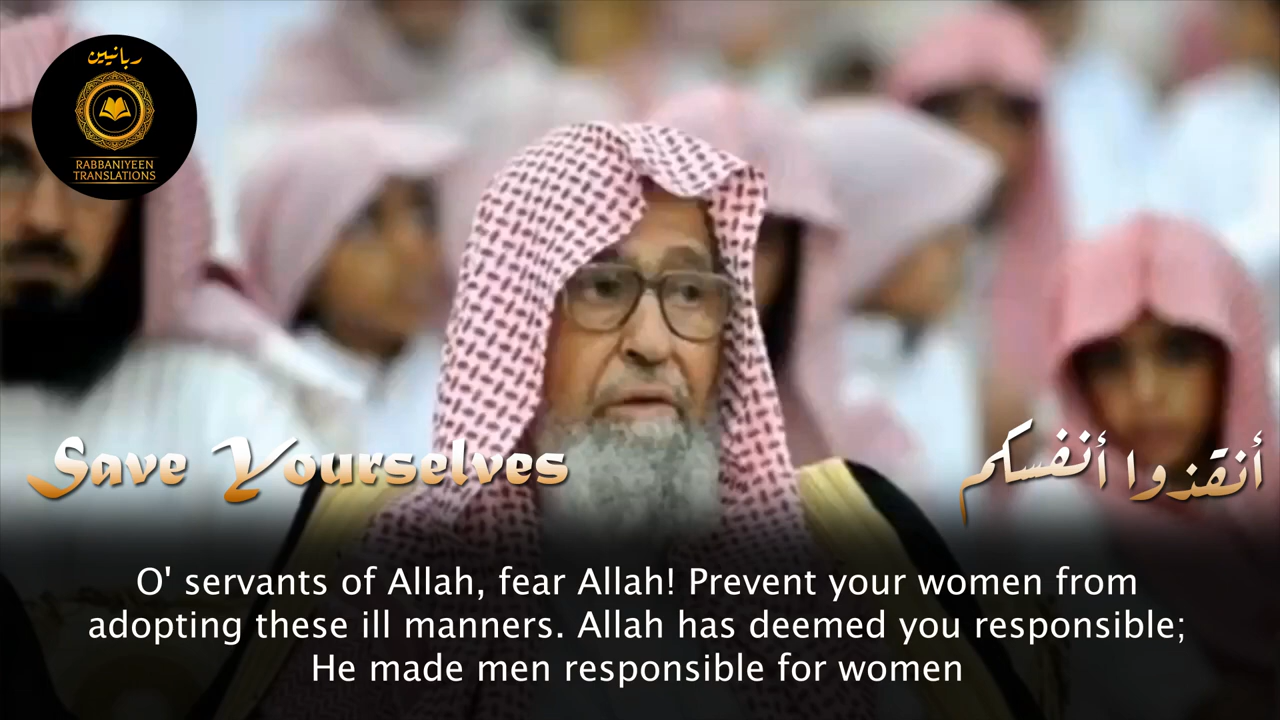 ربانيين
RABBANIYEEN
TRANSLATIONS
Save Yourselves
أنقذوا أنفسكم
O' servants of Allah, fear Allah! Prevent your women from
adopting these ill manners. Allah has deemed you responsible;
He made men responsible for women